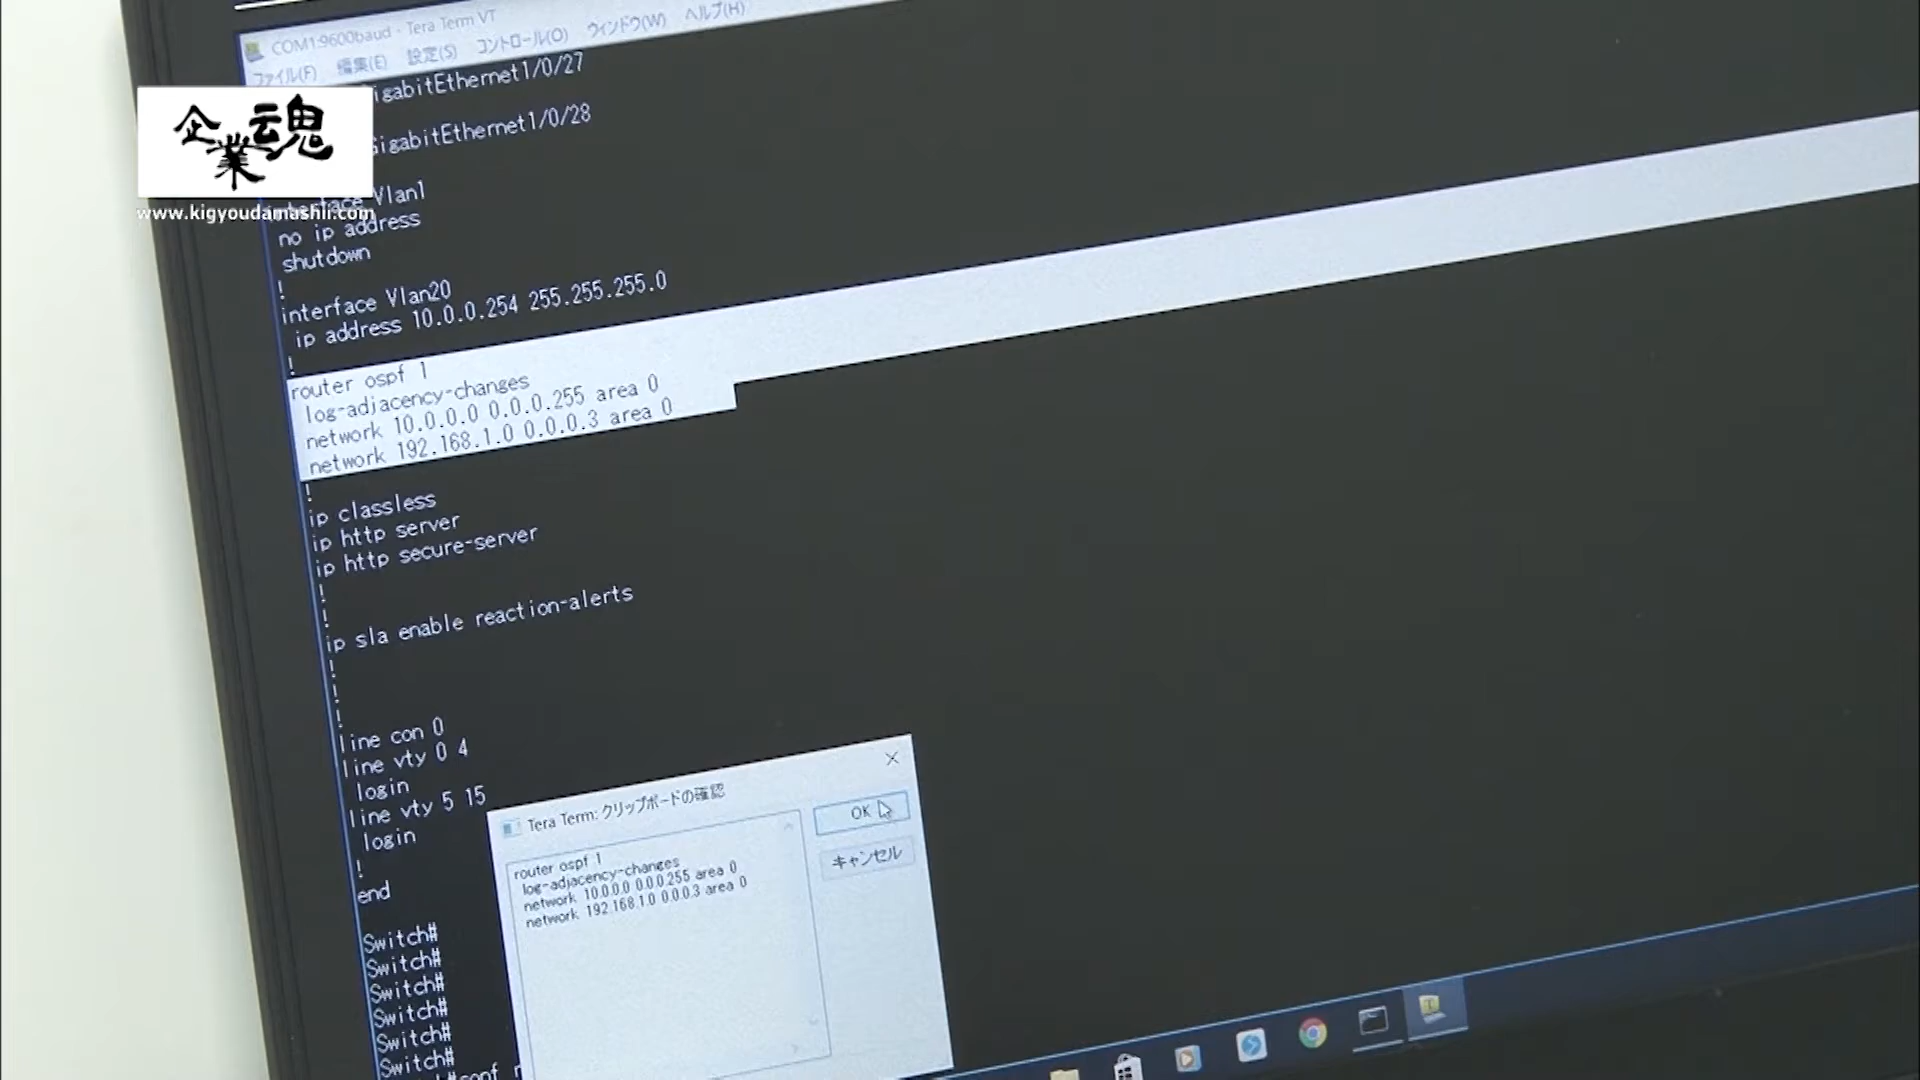 COM1:9600baud - Tera Term VT
ファイル(F) 編集(E) 設定(S) コントロール(O) ウィンドウ(W) ヘルプ(H)
企業魂
www.kigyoudamashii.com
igabitEthernet1/0/27
GigabitEthernet1/0/28
interface Vlan1
no ip address
shutdown
!
interface Vlan20
ip address 10.0.0.254 255.255.255.0
!
router ospf 1
log-adjacency-changes
network 10.0.0.0 0.0.0.255 area 0
network 192.168.1.0 0.0.0.3 area 0
!
ip classless
ip http server
ip http secure-server
!
!
ip sla enable reaction-alerts
!
!
!
line con 0
line vty 0 4
login
line vty 5 15
login
!
end
Switch#
Switch#
Switch#
Switch#
Switch#
Switch#
Tera Term: クリップボードの確認
router ospf 1
log-adjacency-changes
network 10.0.0.0 0.0.0.255 area 0
network 192.168.1.0 0.0.0.3 area 0
OK
キャンセル